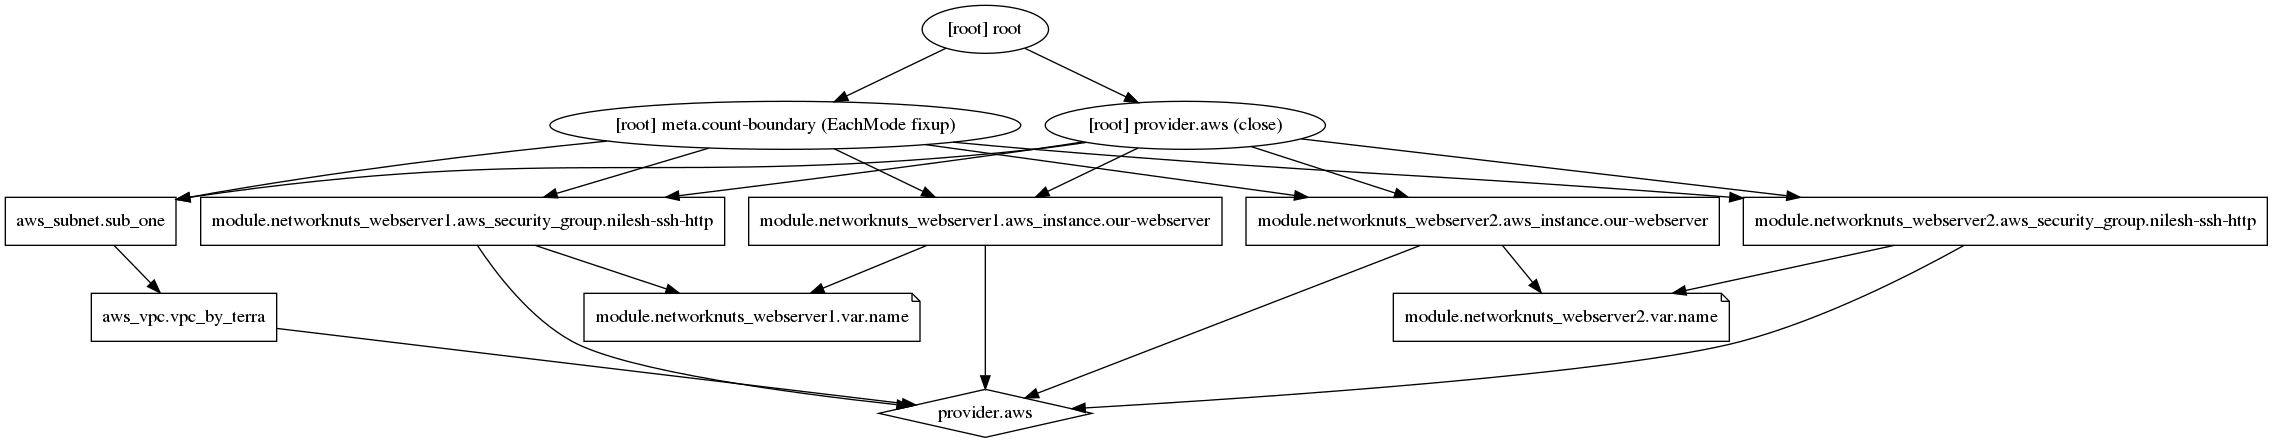 [root] root
[root] meta.count-boundary (EachMode fixup)
[root] provider.aws (close)
aws_subnet.sub_one
module.networknuts_webserver1.aws_security_group.nilesh-ssh-http
module.networknuts_webserver1.aws_instance.our-webserver
module.networknuts_webserver2.aws_instance.our-webserver
module.networknuts_webserver2.aws_security_group.nilesh-ssh-http
aws_vpc.vpc_by_terra
module.networknuts_webserver1.var.name
module.networknuts_webserver2.var.name
provider.aws